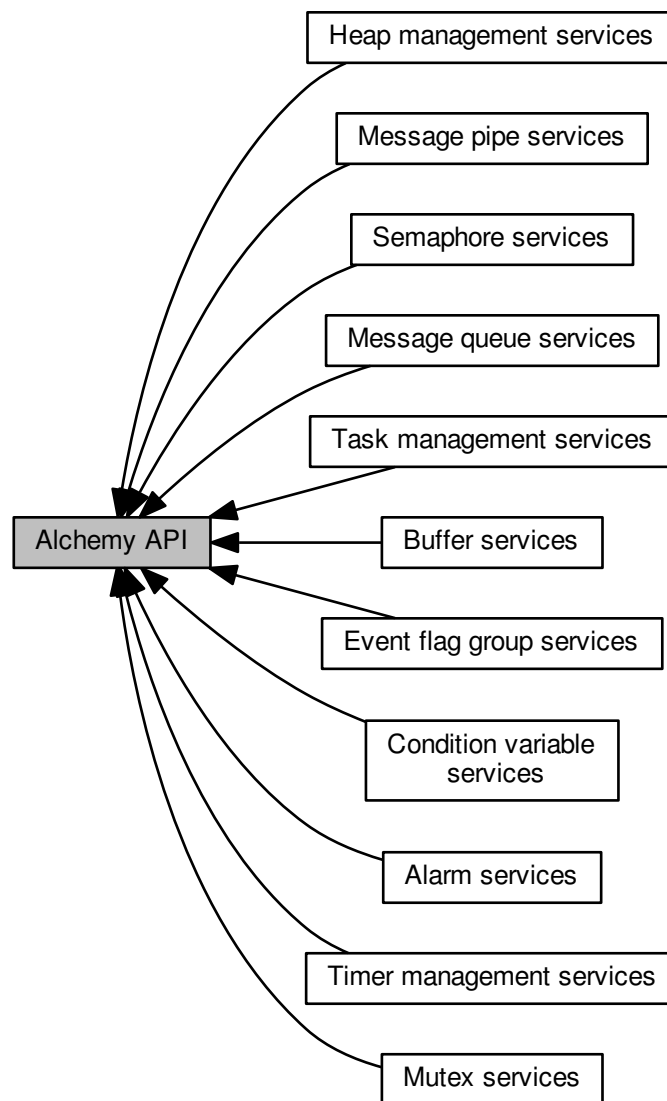 Heap management services
Message pipe services
Semaphore services
Message queue services
Task management services
Alchemy API
Buffer services
Event flag group services
Condition variable
services
Alarm services
Timer management services
Mutex services